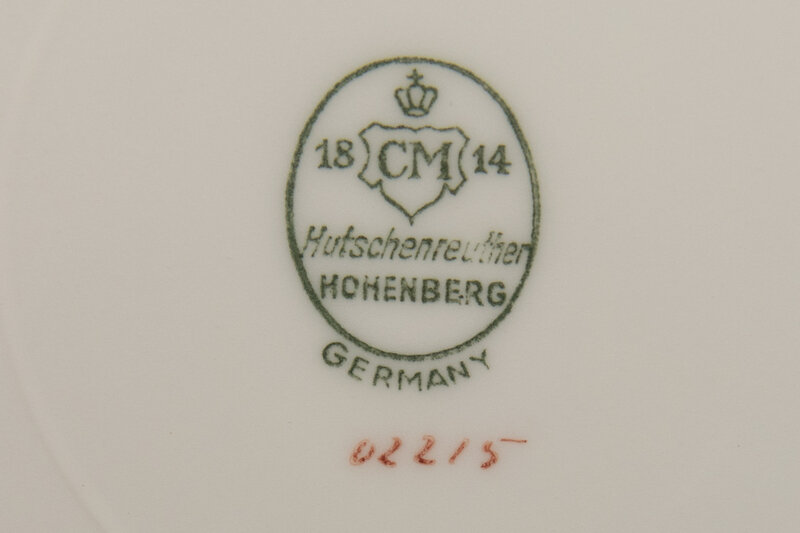 18 CM 14
Hutschenreuther
HOHENBERG
GERMANY
02215